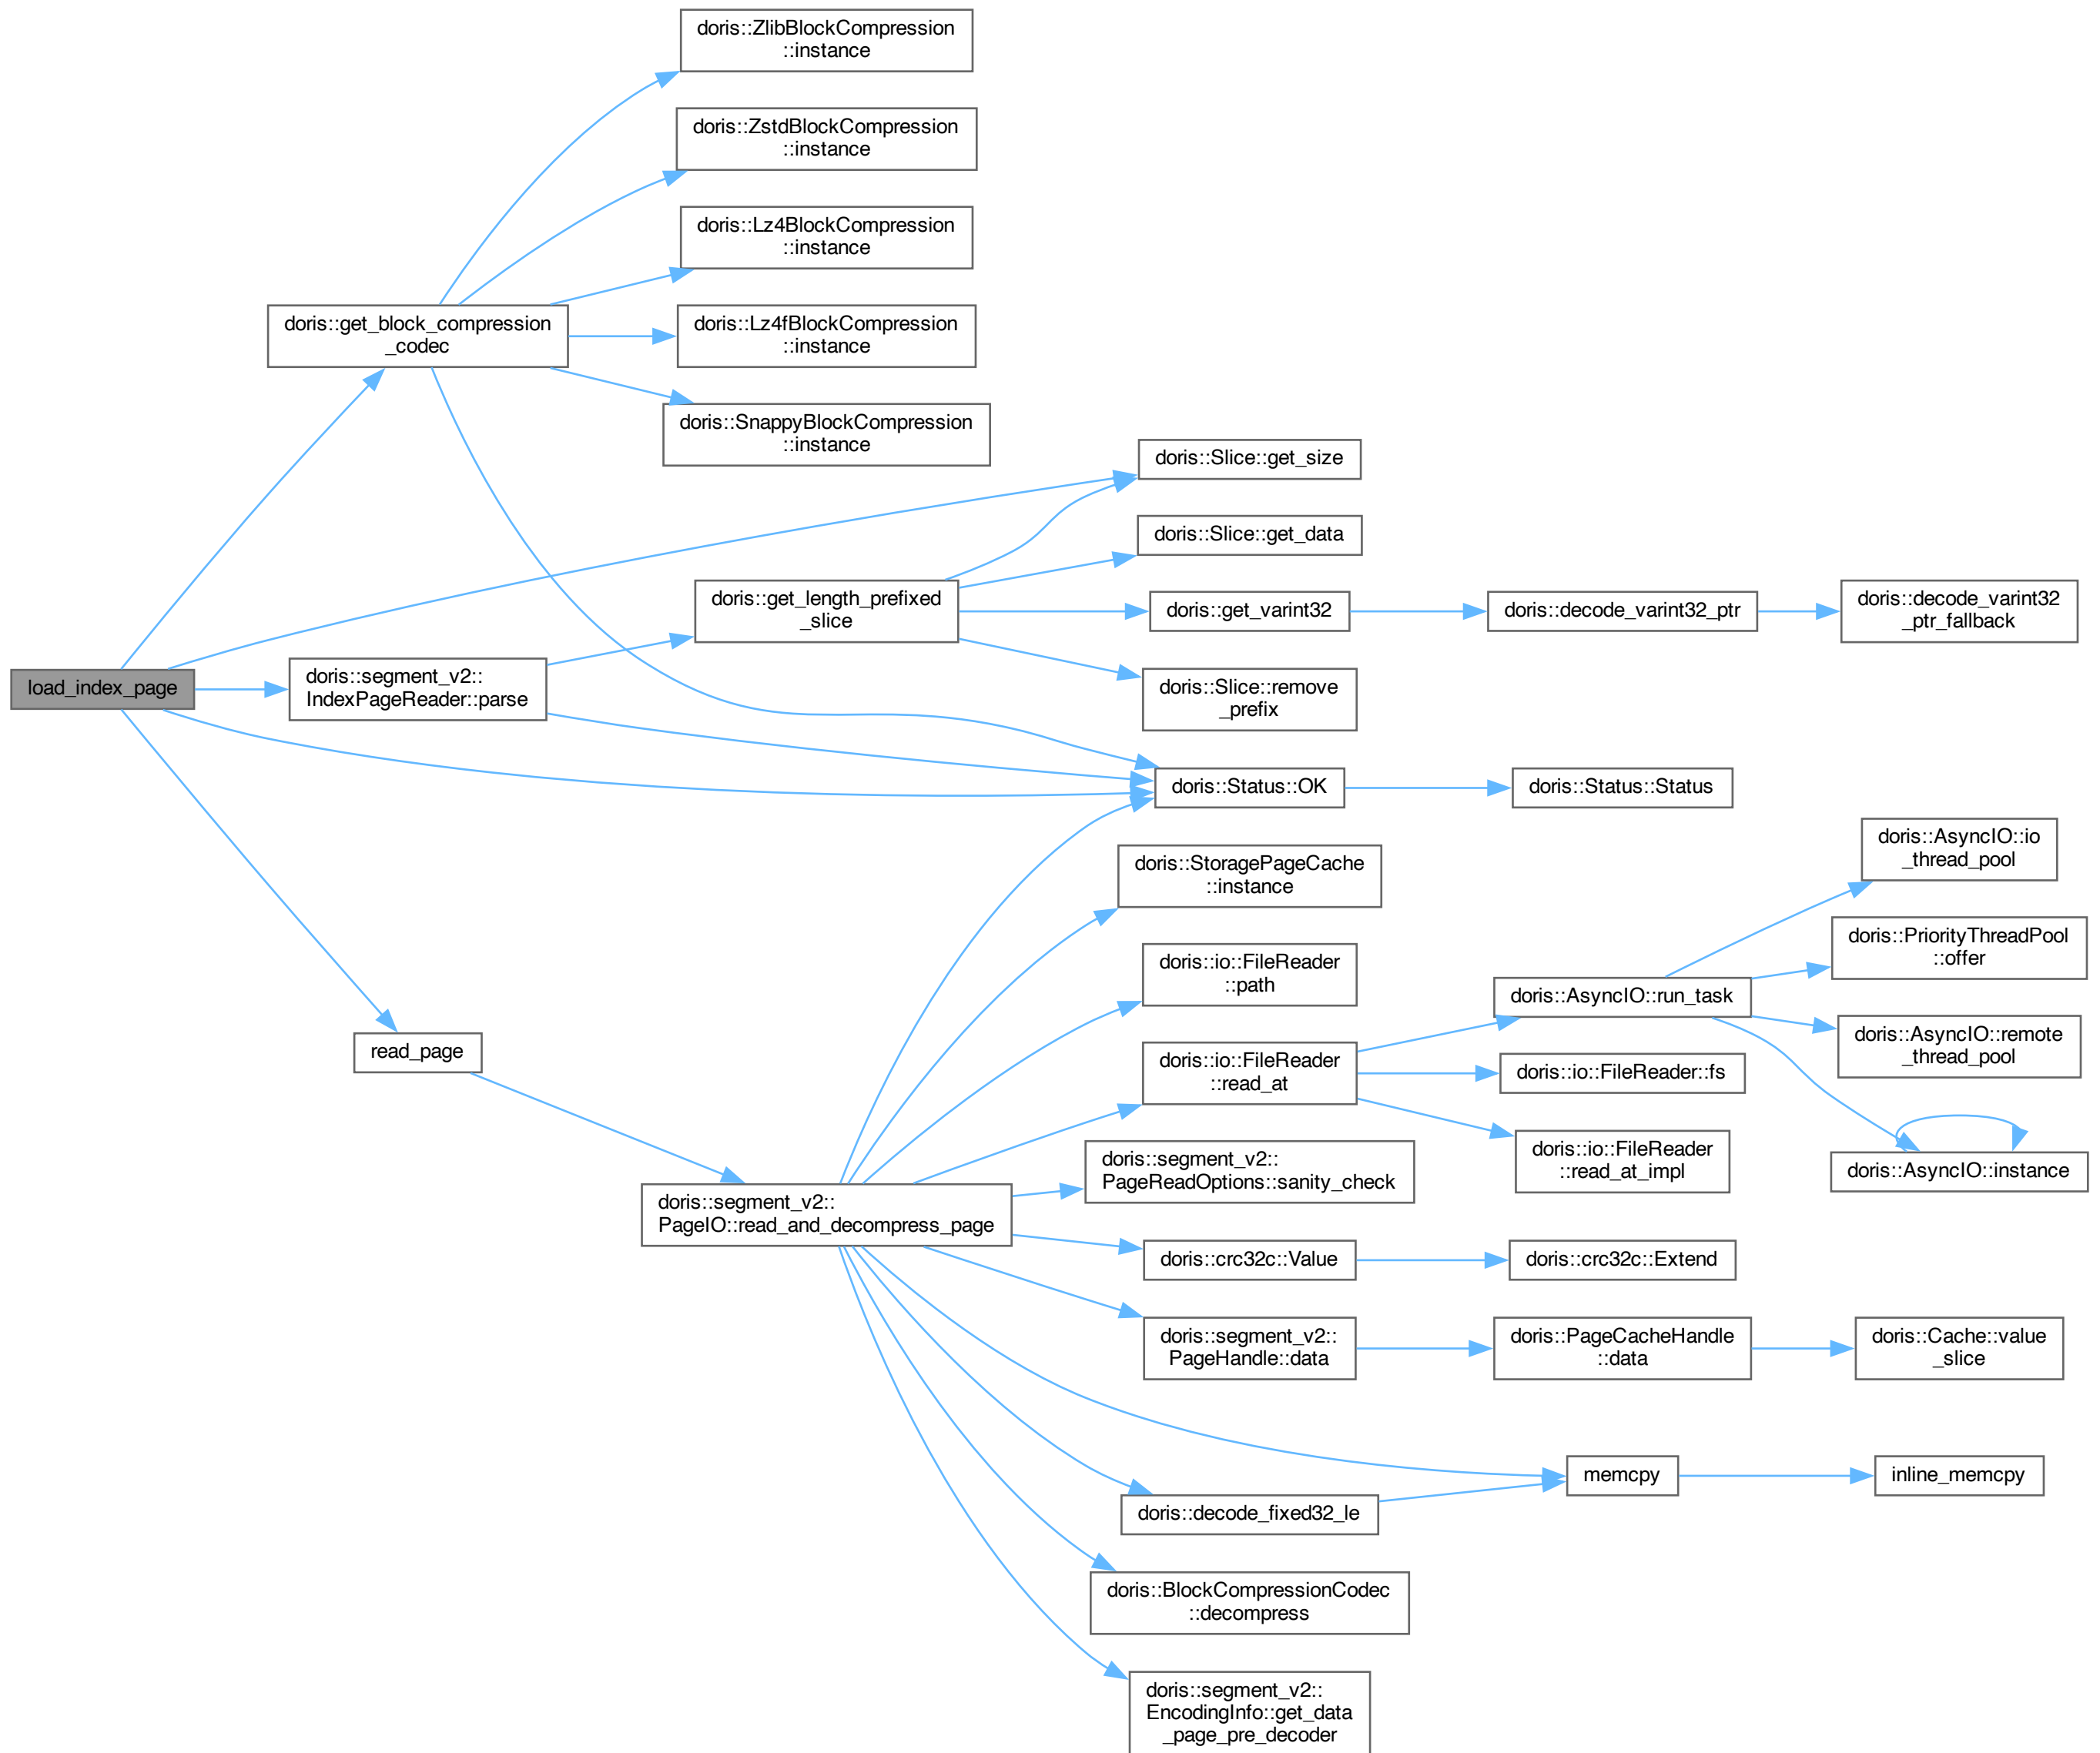 doris::ZlibBlockCompression
::instance
doris::ZstdBlockCompression
::instance
doris::Lz4BlockCompression
::instance
doris::get_block_compression
_codec
doris::Lz4fBlockCompression
::instance
doris::SnappyBlockCompression
::instance
doris::Slice::get_size
doris::Slice::get_data
doris::get_length_prefixed
_slice
doris::get_varint32
doris::decode_varint32_ptr
doris::decode_varint32
_ptr_fallback
load_index_page
doris::segment_v2::
IndexPageReader::parse
doris::Slice::remove
_prefix
doris::Status::OK
doris::Status::Status
doris::StoragePageCache
::instance
doris::AsyncIO::io
_thread_pool
doris::io::FileReader
::path
doris::PriorityThreadPool
::offer
doris::AsyncIO::run_task
read_page
doris::io::FileReader
::read_at
doris::io::FileReader::fs
doris::AsyncIO::remote
_thread_pool
doris::segment_v2::
PageReadOptions::sanity_check
doris::io::FileReader
::read_at_impl
doris::AsyncIO::instance
doris::segment_v2::
PageIO::read_and_decompress_page
doris::crc32c::Value
doris::crc32c::Extend
doris::segment_v2::
PageHandle::data
doris::PageCacheHandle
::data
doris::Cache::value
_slice
memcpy
inline_memcpy
doris::decode_fixed32_le
doris::BlockCompressionCodec
::decompress
doris::segment_v2::
EncodingInfo::get_data
_page_pre_decoder